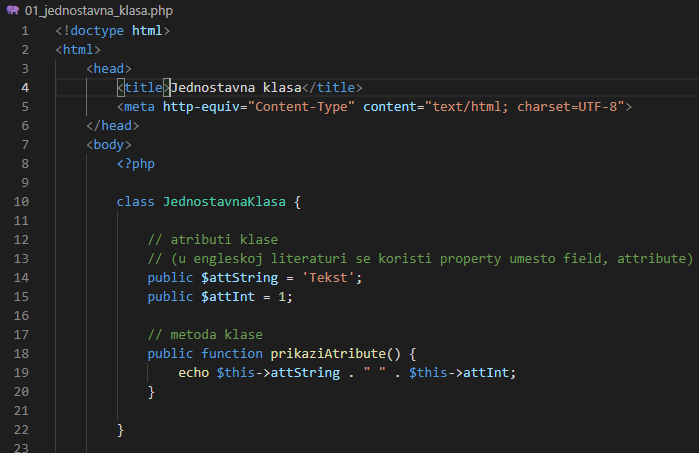 01_jednostavna_klasa.php
1 <!doctype html>
2 <html>
3 <head>
4 <title>Jednostavna klasa</title>
5 <meta http-equiv="Content-Type" content="text/html; charset=UTF-8">
6 </head>
7 <body>
8 <?php
9
10 class JednostavnaKlasa {
11
12 // atributi klase
13 // (u engleskoj literaturi se koristi property umesto field, attribute)
14 public $attString = 'Tekst';
15 public $attInt = 1;
16
17 // metoda klase
18 public function prikaziAtribute() {
19 echo $this->attString . " " . $this->attInt;
20 }
21
22 }
23